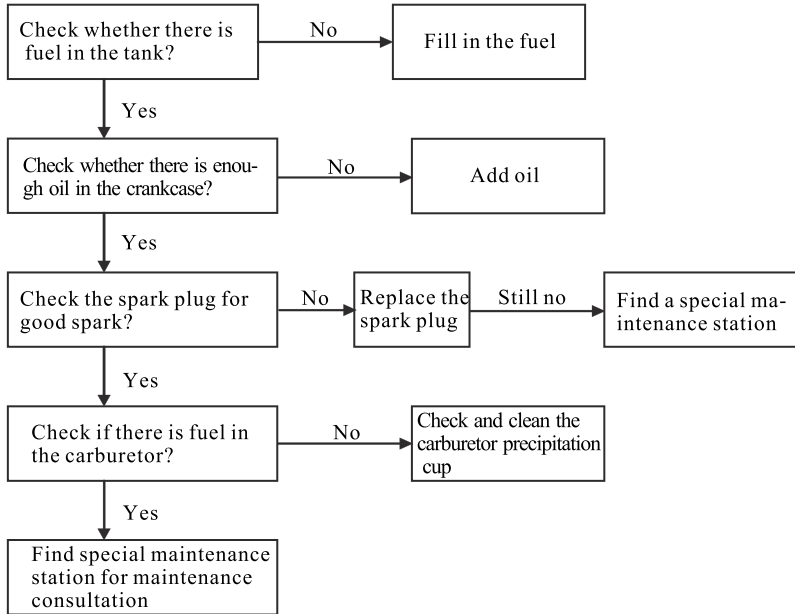 Check whether there is
fuel in the tank?
No
Fill in the fuel
Yes
Check whether there is enou-
gh oil in the crankcase?
No
Add oil
Yes
Check the spark plug for
good spark?
No
Replace the
spark plug
Still no
Find a special ma-
intenance station
Yes
Check if there is fuel in
the carburetor?
No
Check and clean the
carburetor precipitation
cup
Yes
Find special maintenance
station for maintenance
consultation